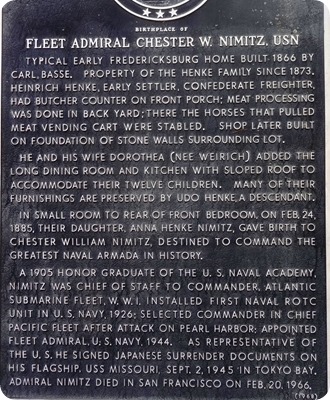 BIRTHPLACE OF
FLEET ADMIRAL CHESTER W. NIMITZ, USN
TYPICAL EARLY FREDERICKSBURG HOME BUILT 1866 BY
CARL, BASSE. PROPERTY OF THE HENKE FAMILY SINCE 1873.
HEINRICH HENKE, EARLY SETTLER, CONFEDERATE FREIGHTER,
HAD BUTCHER COUNTER ON FRONT PORCH; MEAT PROCESSING
WAS DONE IN BACK YARD; THERE THE HORSES THAT PULLED
MEAT VENDING CART WERE STABLED. SHOP LATER BUILT
ON FOUNDATION OF STONE WALLS SURROUNDING LOT.
HE AND HIS WIFE DOROTHEA (NEE WEIRICH) ADDED THE
LONG DINING ROOM AND KITCHEN WITH SLOPED ROOF TO
ACCOMMODATE THEIR TWELVE CHILDREN. MANY OF THEIR
FURNISHINGS ARE PRESERVED BY UDO HENKE, A DESCENDANT.
IN SMALL ROOM TO REAR OF FRONT BEDROOM, ON FEB, 24,
1885, THEIR DAUGHTER, ANNA HENKE NIMITZ, GAVE BIRTH TO
CHESTER WILLIAM NIMITZ, DESTINED TO COMMAND THE
GREATEST NAVAL ARMADA IN HISTORY.
A 1905 HONOR GRADUATE OF THE U. S. NAVAL ACADEMY,
NIMITZ WAS CHIEF OF STAFF TO COMMANDER, ATLANTIC
SUBMARINE FLEET, W. W. I, INSTALLED FIRST NAVAL ROTC
UNIT IN U. S. NAVY, 1926; SELECTED COMMANDER IN CHIEF
PACIFIC FLEET AFTER ATTACK ON PEARL HARBOR; APPOINTED
FLEET ADMIRAL, U. S. NAVY, 1944. AS REPRESENTATIVE OF
THE U. S. HE SIGNED JAPANESE SURRENDER DOCUMENTS ON
HIS FLAGSHIP, USS MISSOURI, SEPT. 2, 1945 IN TOKYO BAY.
ADMIRAL NIMITZ DIED IN SAN FRANCISCO ON FEB. 20, 1966.
(1968)